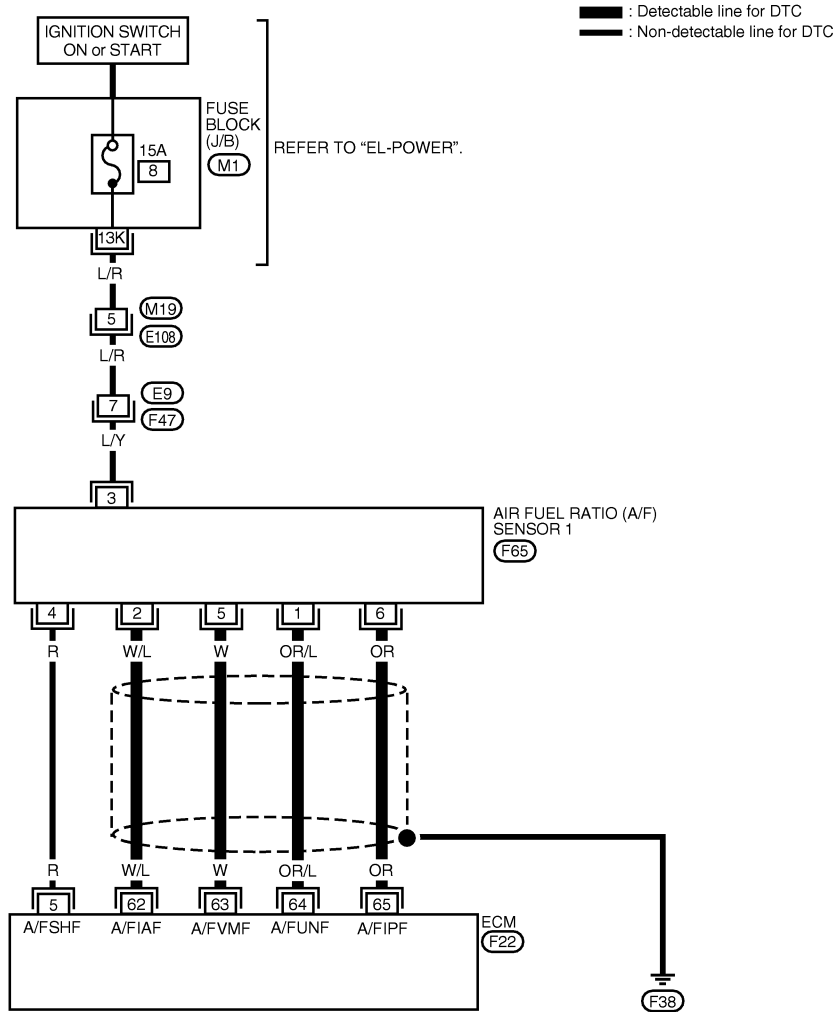 : Detectable line for DTC
: Non-detectable line for DTC
IGNITION SWITCH
ON or START
FUSE
BLOCK
(J/B)
M1
15A
8
REFER TO “EL-POWER”.
13K
L/R
5
M19
E108
L/R
7
E9
F47
L/Y
3
AIR FUEL RATIO (A/F)
SENSOR 1
F65
4 2 5 1 6
R W/L W OR/L OR
R W/L W OR/L OR
5 62 63 64 65
A/FSHF A/FIAF A/FVMF A/FUNF A/FIPF
ECM
F22
F38